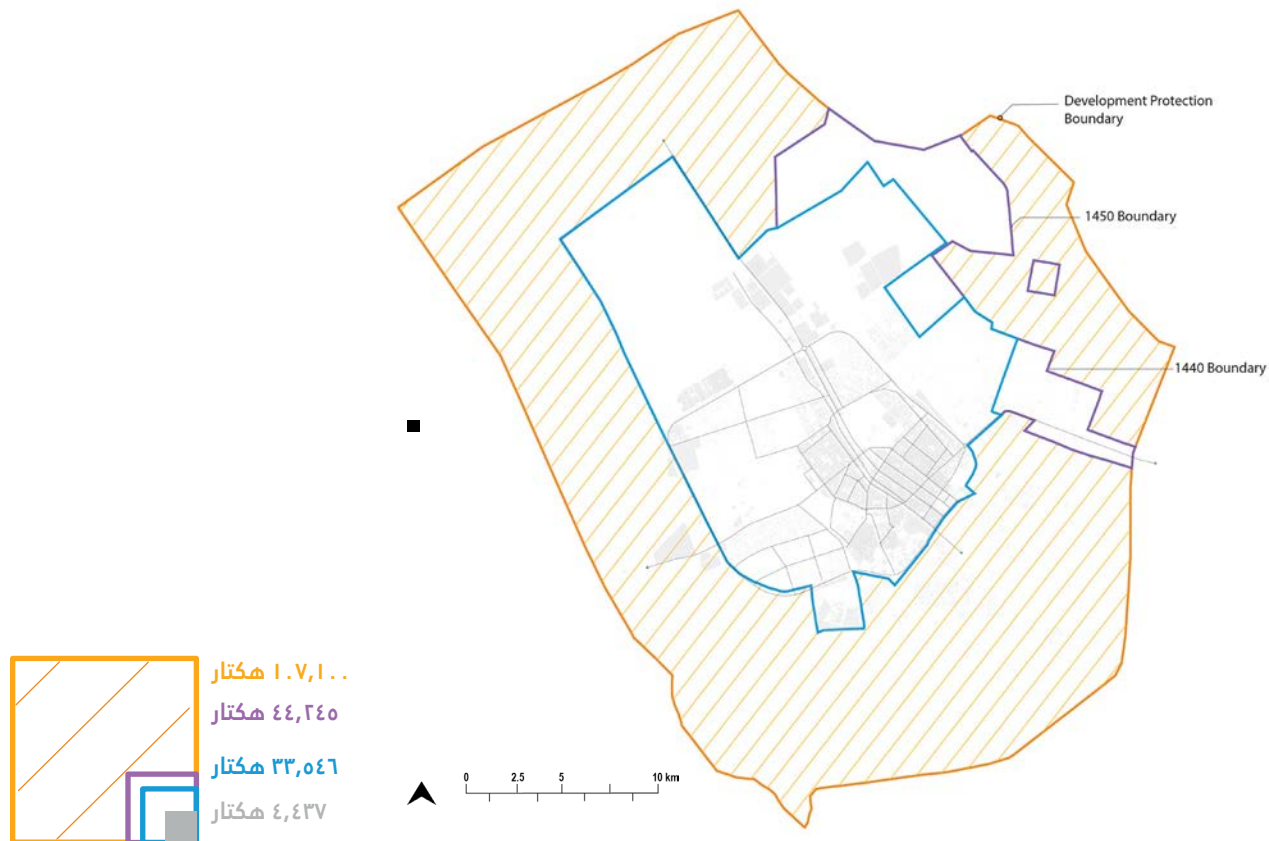 Development Protection
Boundary
1450 Boundary
1440 Boundary
١٠٧,١٠٠ هكتار
٤٤,٢٤٥ هكتار
٣٣,٥٤٦ هكتار
٤,٤٣٧ هكتار
0 2.5 5 10 km